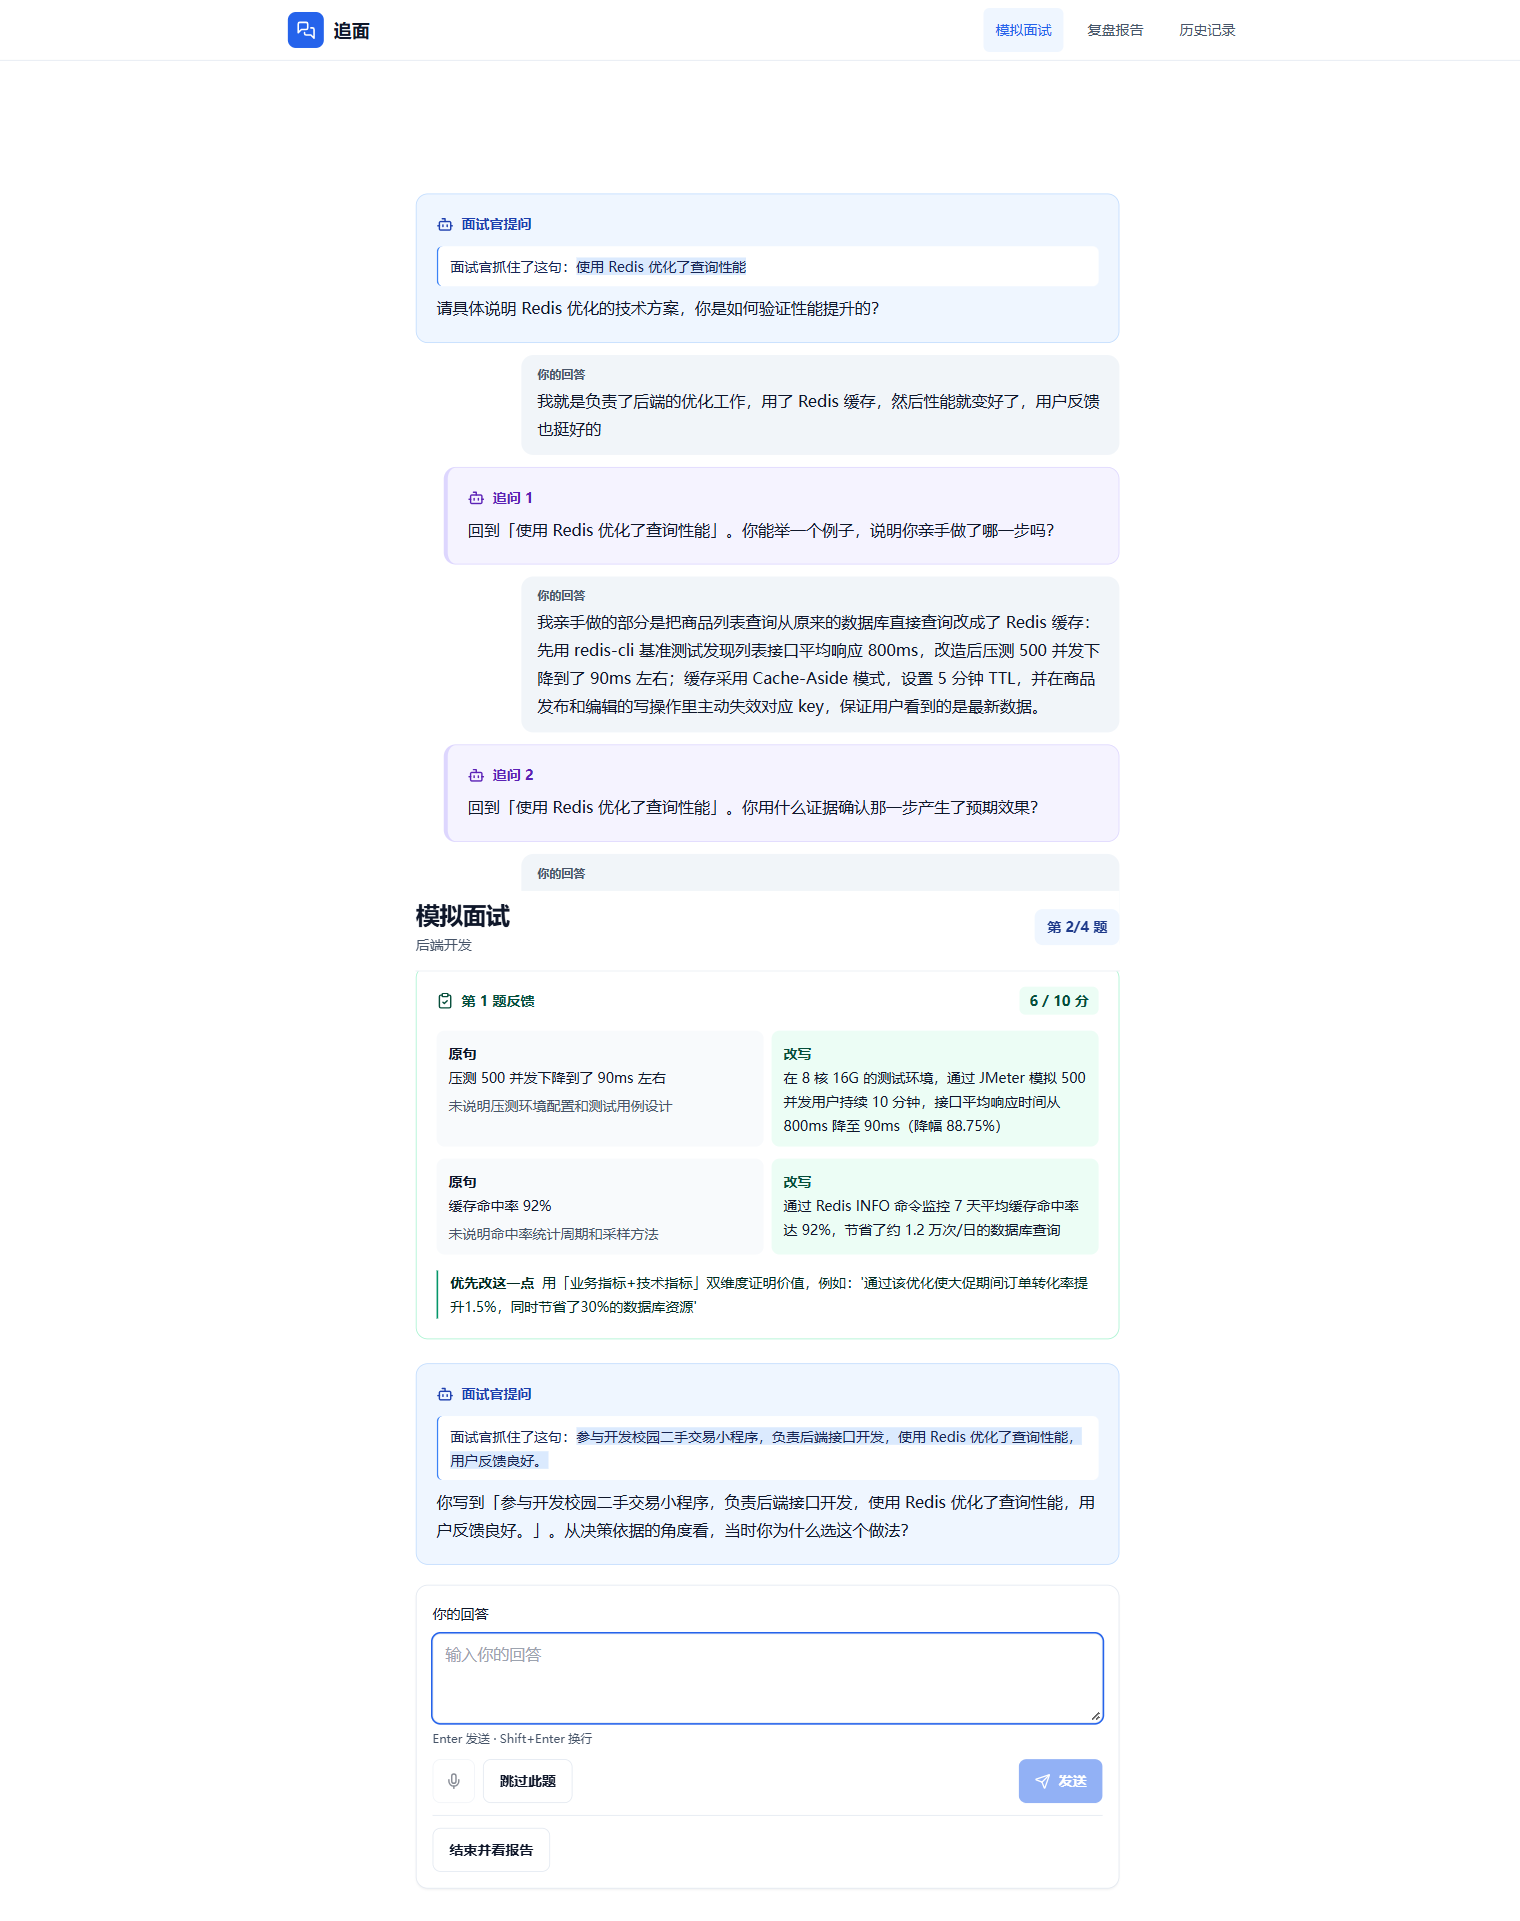 追面
模拟面试
复盘报告
历史记录
面试官提问
面试官抓住了这句：使用 Redis 优化了查询性能
请具体说明 Redis 优化的技术方案，你是如何验证性能提升的？
你的回答
我就是负责了后端的优化工作，用了 Redis 缓存，然后性能就变好了，用户反馈
也挺好的
追问 1
回到「使用 Redis 优化了查询性能」。你能举一个例子，说明你亲手做了哪一步吗？
你的回答
我亲手做的部分是把商品列表查询从原来的数据库直接查询改成了 Redis 缓存：
先用 redis-cli 基准测试发现列表接口平均响应 800ms，改造后压测 500 并发下
降到了 90ms 左右；缓存采用 Cache-Aside 模式，设置 5 分钟 TTL，并在商品
发布和编辑的写操作里主动失效对应 key，保证用户看到的是最新数据。
追问 2
回到「使用 Redis 优化了查询性能」。你用什么证据确认那一步产生了预期效果？
你的回答
模拟面试
第 2/4 题
后端开发
第 1 题反馈
6 / 10 分
原句
压测 500 并发下降到了 90ms 左右
未说明压测环境配置和测试用例设计
改写
在 8 核 16G 的测试环境，通过 JMeter 模拟 500
并发用户持续 10 分钟，接口平均响应时间从
800ms 降至 90ms（降幅 88.75%）
原句
缓存命中率 92%
未说明命中率统计周期和采样方法
改写
通过 Redis INFO 命令监控 7 天平均缓存命中率
达 92%，节省了约 1.2 万次/日的数据库查询
优先改这一点 用「业务指标+技术指标」双维度证明价值，例如：'通过该优化使大促期间订单转化率提
升1.5%，同时节省了30%的数据库资源'
面试官提问
面试官抓住了这句：参与开发校园二手交易小程序，负责后端接口开发，使用 Redis 优化了查询性能，
用户反馈良好。
你写到「参与开发校园二手交易小程序，负责后端接口开发，使用 Redis 优化了查询性能，用
户反馈良好。」。从决策依据的角度看，当时你为什么选这个做法？
你的回答
输入你的回答
Enter 发送 · Shift+Enter 换行
跳过此题
发送
结束并看报告